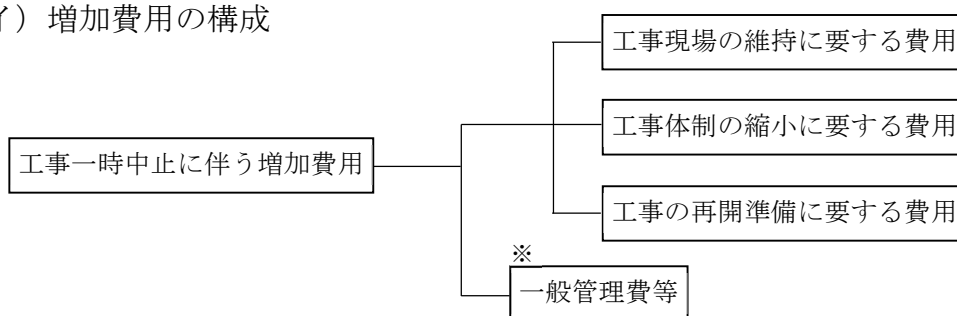 イ）増加費用の構成
工事現場の維持に要する費用
工事体制の縮小に要する費用
工事一時中止に伴う増加費用
工事の再開準備に要する費用
※
一般管理費等